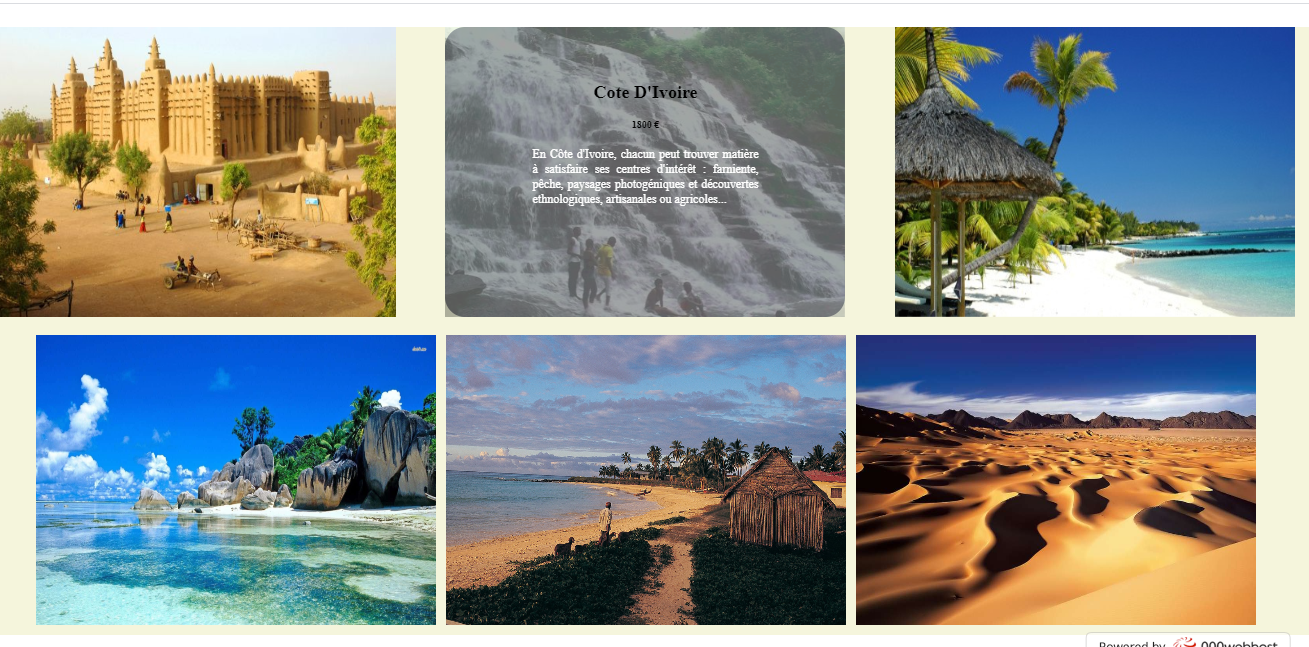 Cote D'Ivoire
1800 €
En Côte d'Ivoire, chacun peut trouver matière
à satisfaire ses centres d'intérêt : farniente,
pêche, paysages photogéniques et découvertes
ethnologiques, artisanales ou agricoles...
Powered by 000webhost